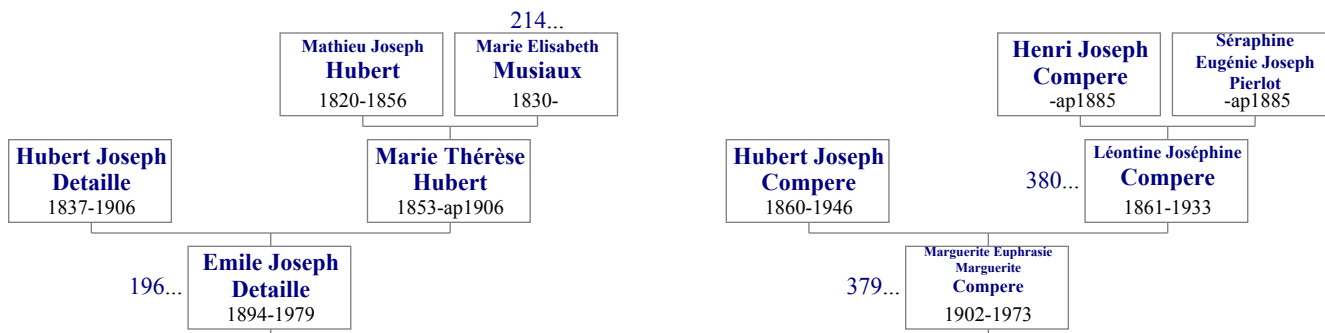 214...
Mathieu Joseph
Hubert
1820-1856
Marie Elisabeth
Musiaux
1830-
Henri Joseph
Compere
-ap1885
Séraphine
Eugénie Joseph
Pierlot
-ap1885
Hubert Joseph
Detaille
1837-1906
Marie Thérèse
Hubert
1853-ap1906
Hubert Joseph
Compere
1860-1946
380...
Léontine Joséphine
Compere
1861-1933
196...
Emile Joseph
Detaille
1894-1979
379...
Marguerite Euphrasie
Marguerite
Compere
1902-1973